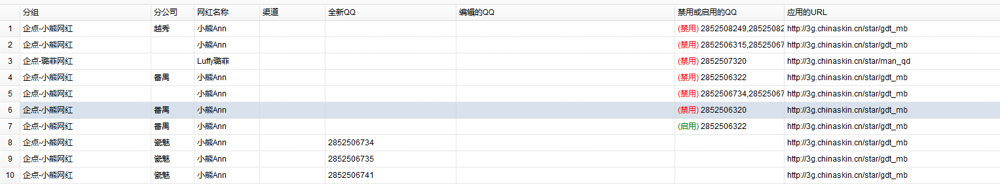 分组 分公司 网红名称 渠道 全新QQ 编辑的QQ 禁用或启用的QQ 应用的URL
1 企点-小熊网红 越秀 小熊Ann (禁用) 2852508249,28525082 http://3g.chinaskin.cn/star/gdt_mb
2 企点-小熊网红 小熊Ann (禁用) 2852506315,28525067 http://3g.chinaskin.cn/star/gdt_mb
3 企点-璐菲网红 Luffy璐菲 (禁用) 2852507320 http://3g.chinaskin.cn/star/man_qd
4 企点-小熊网红 番禺 小熊Ann (禁用) 2852506322 http://3g.chinaskin.cn/star/gdt_mb
5 企点-小熊网红 小熊Ann (禁用) 2852506734,28525067 http://3g.chinaskin.cn/star/gdt_mb
6 企点-小熊网红 番禺 小熊Ann (禁用) 2852506320 http://3g.chinaskin.cn/star/gdt_mb
7 企点-小熊网红 番禺 小熊Ann (启用) 2852506322 http://3g.chinaskin.cn/star/gdt_mb
8 企点-小熊网红 瓷魅 小熊Ann 2852506734 http://3g.chinaskin.cn/star/gdt_mb
9 企点-小熊网红 瓷魅 小熊Ann 2852506735 http://3g.chinaskin.cn/star/gdt_mb
10 企点-小熊网红 瓷魅 小熊Ann 2852506741 http://3g.chinaskin.cn/star/gdt_mb